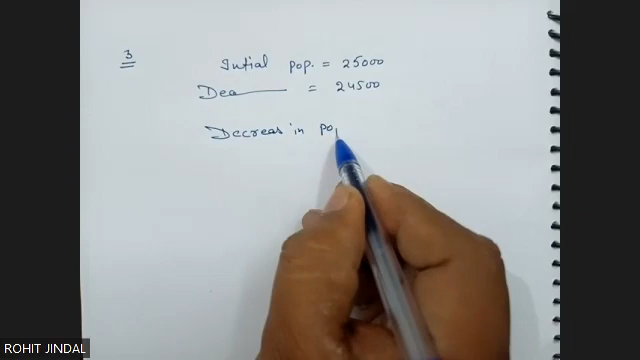 3
Intial pop. = 25000
Dea = 24500
Decreas in po
ROHIT JINDAL